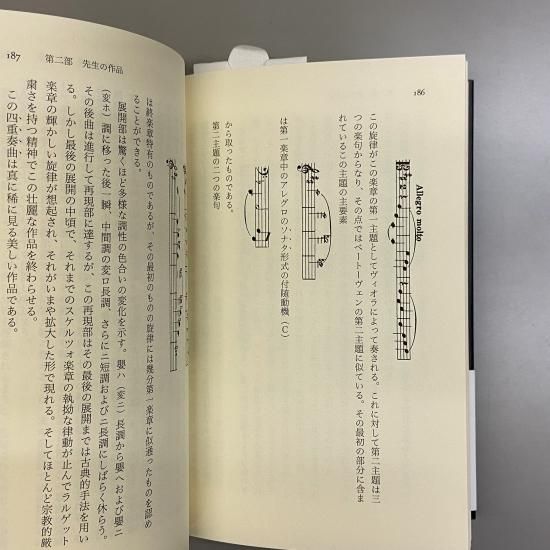 186
Allegro molto
この旋律がこの楽章の第一主題としてヴィオラによって奏される。これに対して第二主題は三
つの楽句からなり、その点ではベートーヴェンの第二主題に似ている。その最初の部分に含ま
れているこの主題の主要素
は第一楽章中のアレグロのソナタ形式の付随動機（C）
から取ったものである。
第二主題の二つの楽句
187
第二部　先生の作品
は終楽章特有のものであるが、その最初のものの旋律には幾分第一楽章に似通ったものを認め
ることができる。
展開部は驚くほど多様な調性の色合いの変化を示す。嬰ハ（変ニ）長調から嬰ヘおよび嬰ニ
（変ホ）調に移った後一瞬、中間調の変ロ長調、さらにニ短調およびニ長調にしばらく休らう。
その後曲は進行して再現部に達するが、この再現部はその最後の展開までは古典的手法を用い
る。しかし最後の展開の中頃で、それまでのスケルツォ楽章の執拗な律動が止んでラルゲット
楽章の輝かしい旋律が想起され、それがいまや拡大した形で現れる。そしてほとんど宗教的厳
粛さを持つ精神でこの壮麗な作品を終わらせる。
この四重奏曲は真に稀に見る美しい作品である。